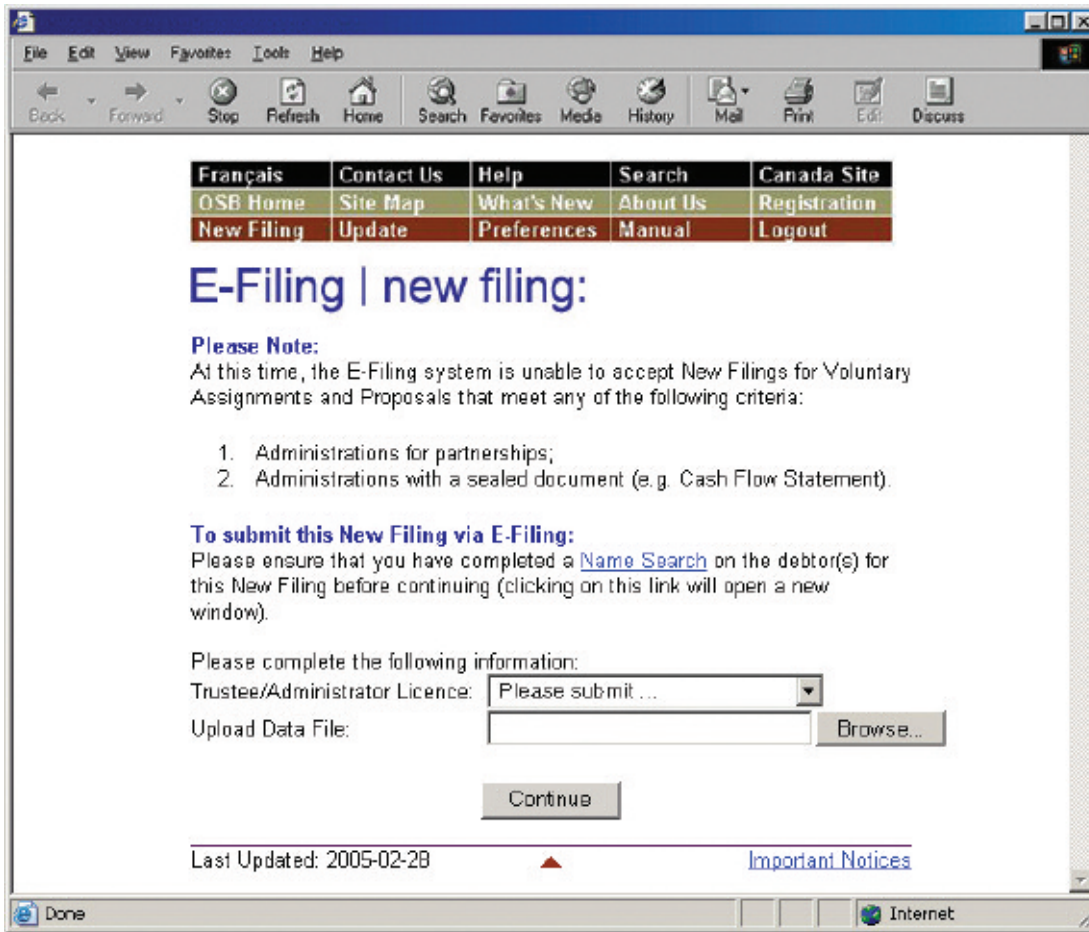 File Edit View Favorites Tools Help
Back Forward Stop Refresh Home Search Favorites Media History Mail Print Edit Discuss
Français Contact Us Help Search Canada Site
OSB Home Site Map What's New About Us Registration
New Filing Update Preferences Manual Logout
E-Filing | new filing:
Please Note:
At this time, the E-Filing system is unable to accept New Filings for Voluntary
Assignments and Proposals that meet any of the following criteria:
1. Administrations for partnerships;
2. Administrations with a sealed document (e.g. Cash Flow Statement).
To submit this New Filing via E-Filing:
Please ensure that you have completed a Name Search on the debtor(s) for
this New Filing before continuing (clicking on this link will open a new
window).
Please complete the following information:
Trustee/Administrator Licence: Please submit ...
Upload Data File: Browse...
Continue
Last Updated: 2005-02-28 Important Notices
Done Internet